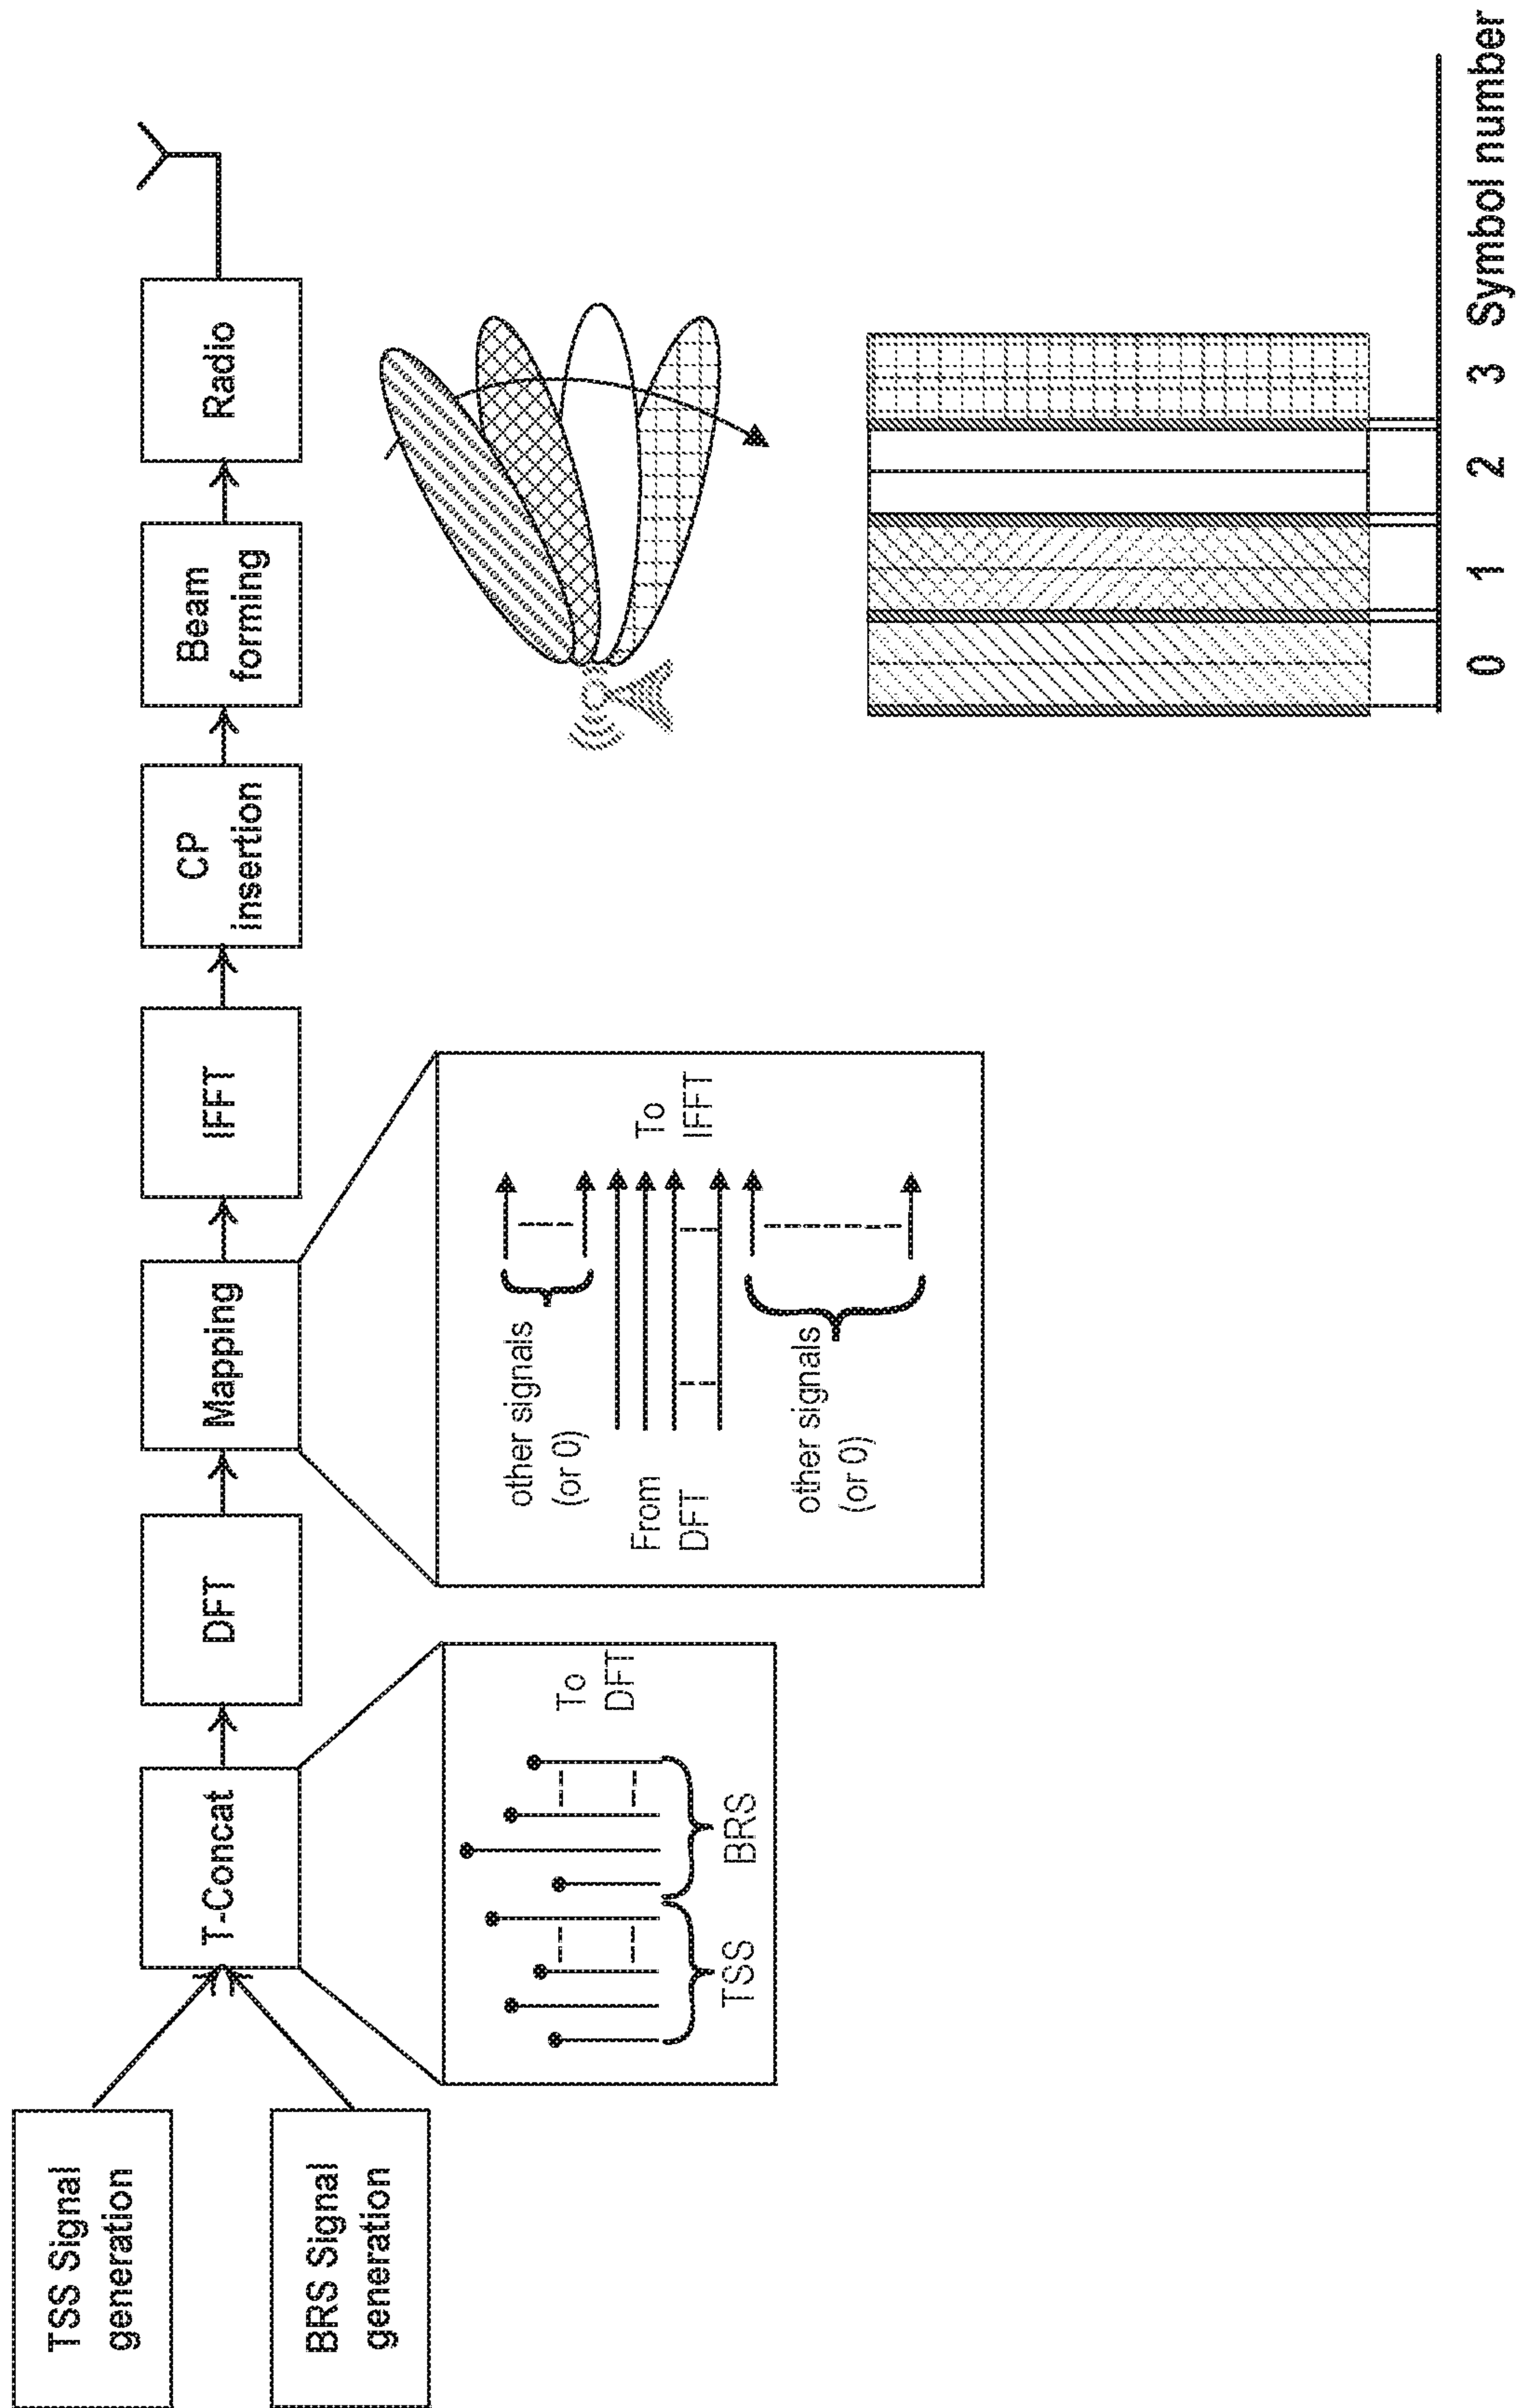 TSS Signal
generation
BRS Signal
generation
T-Concat
DFT
Mapping
IFFT
CP
insertion
Beam
forming
Radio
To
DFT
TSS
BRS
other signals
(or 0)
From
DFT
To
IFFT
other signals
(or 0)
0 1 2 3 Symbol number